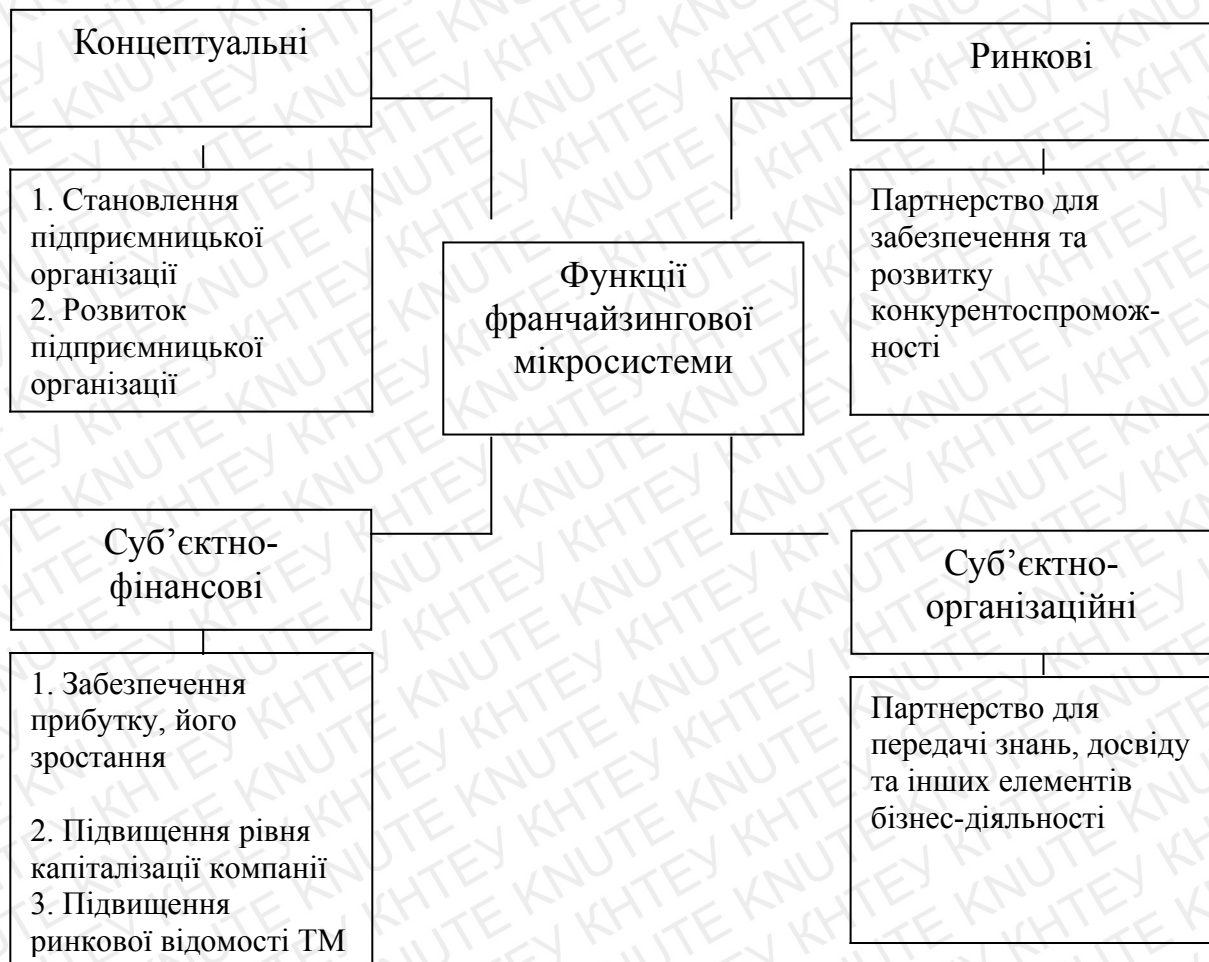 Концептуальні
1. Становлення
підприємницької
організації
2. Розвиток
підприємницької
організації
Ринкові
Партнерство для
забезпечення та
розвитку
конкурентоспромож-
ності
Функції
франчайзингової
мікросистеми
Суб’єктно-
фінансові
1. Забезпечення
прибутку, його
зростання
2. Підвищення рівня
капіталізації компанії
3. Підвищення
ринкової відомості ТМ
Суб’єктно-
організаційні
Партнерство для
передачі знань, досвіду
та інших елементів
бізнес-діяльності